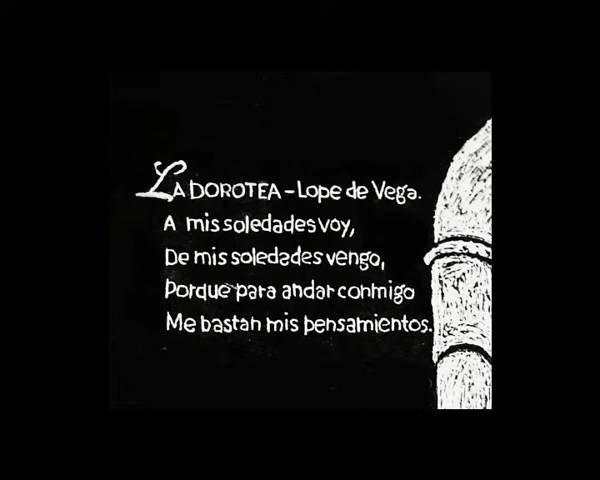 LA DOROTEA - Lope de Vega.
A mis soledades voy,
De mis soledades vengo,
Porque para andar conmigo
Me bastan mis pensamientos.